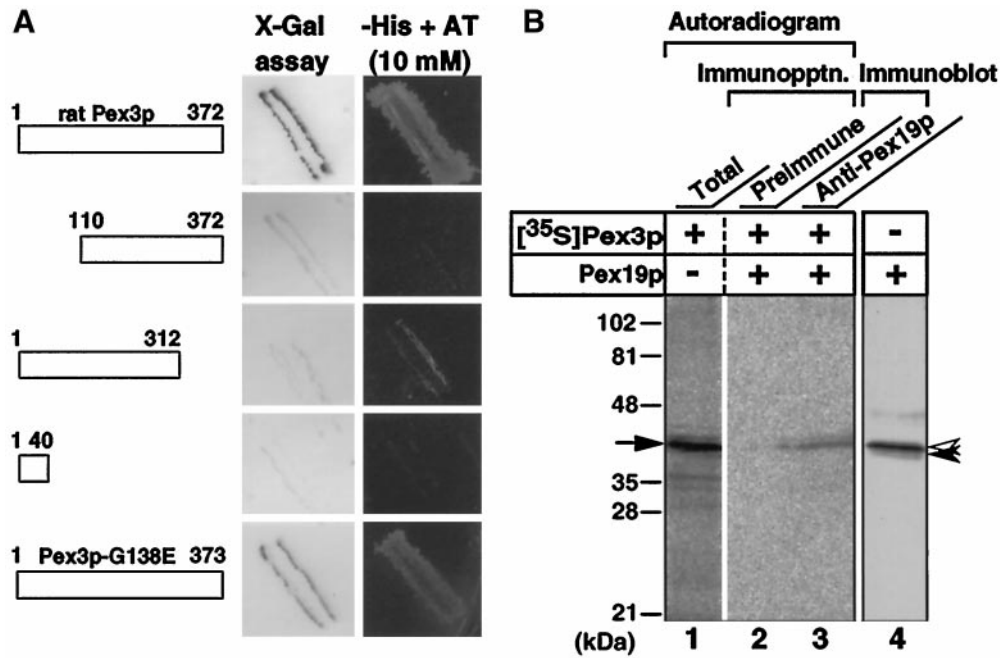 A
X-Gal assay
-His + AT (10 mM)
1 rat Pex3p 372
110 372
1 312
1 40
1 Pex3p-G138E 373
B
Autoradiogram
Immunopptn. Immunoblot
Total
PreImmune
Anti-Pex19p
[³⁵S]Pex3p + + + -
Pex19p - + + +
102
81
48
35
28
21
(kDa) 1 2 3 4